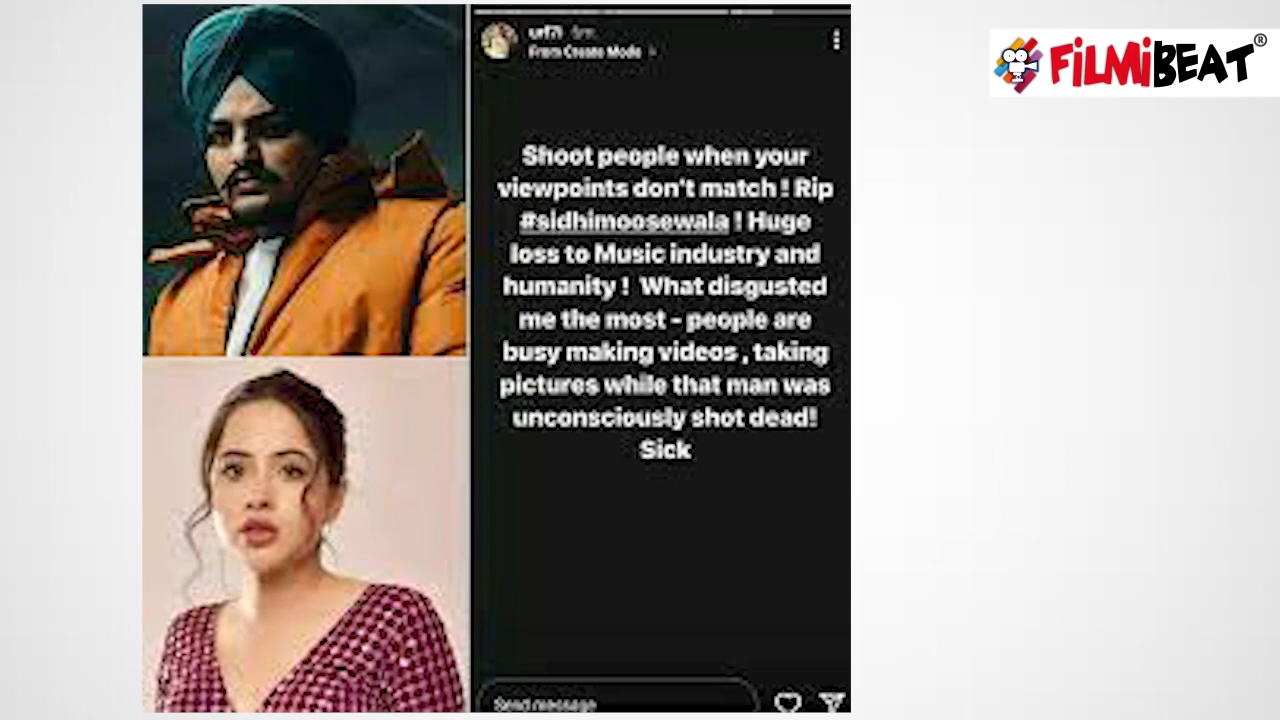 FiLMiBEAT®
urf7i 6m
From Create Mode >
Shoot people when your
viewpoints don't match ! Rip
#sidhimoosewala ! Huge
loss to Music industry and
humanity ! What disgusted
me the most - people are
busy making videos , taking
pictures while that man was
unconsciously shot dead!
Sick
Send message